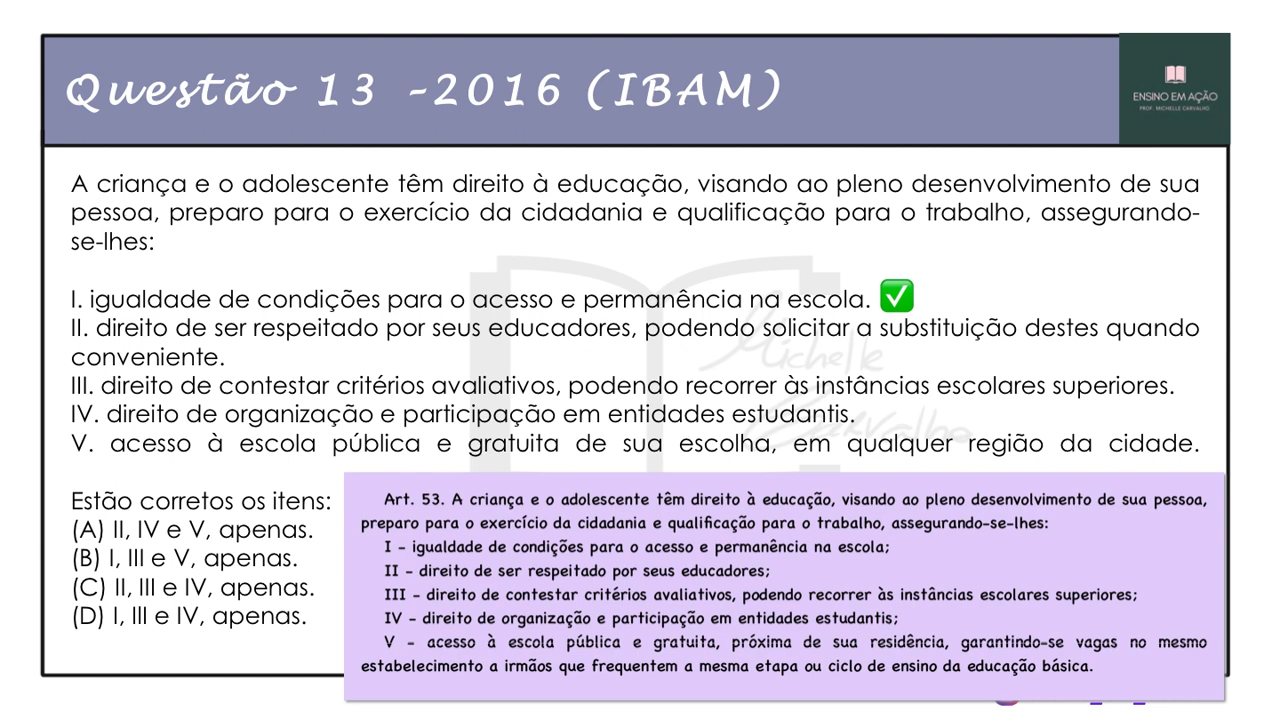 Questão 13 -2016 (IBAM)
ENSINO EM AÇÃO
PROF. MICHELLE CARVALHO
A criança e o adolescente têm direito à educação, visando ao pleno desenvolvimento de sua
pessoa, preparo para o exercício da cidadania e qualificação para o trabalho, assegurando-
se-lhes:
I. igualdade de condições para o acesso e permanência na escola. ✅
II. direito de ser respeitado por seus educadores, podendo solicitar a substituição destes quando
conveniente.
III. direito de contestar critérios avaliativos, podendo recorrer às instâncias escolares superiores.
IV. direito de organização e participação em entidades estudantis.
V. acesso à escola pública e gratuita de sua escolha, em qualquer região da cidade.
Michelle
Carvalho
Estão corretos os itens:
(A) II, IV e V, apenas.
(B) I, III e V, apenas.
(C) II, III e IV, apenas.
(D) I, III e IV, apenas.
Art. 53. A criança e o adolescente têm direito à educação, visando ao pleno desenvolvimento de sua pessoa,
preparo para o exercício da cidadania e qualificação para o trabalho, assegurando-se-lhes:
I - igualdade de condições para o acesso e permanência na escola;
II - direito de ser respeitado por seus educadores;
III - direito de contestar critérios avaliativos, podendo recorrer às instâncias escolares superiores;
IV - direito de organização e participação em entidades estudantis;
V - acesso à escola pública e gratuita, próxima de sua residência, garantindo-se vagas no mesmo
estabelecimento a irmãos que frequentem a mesma etapa ou ciclo de ensino da educação básica.